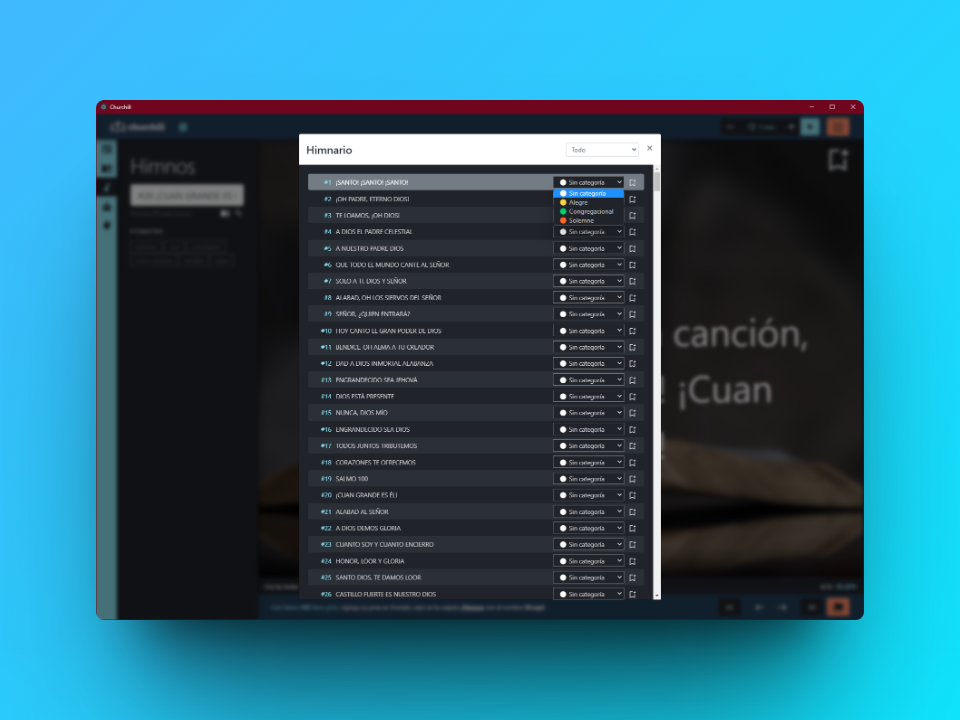 Churchill
churchill
Himnos
#20 ¡CUAN GRANDE ES
Himnario
Todo
#1 ¡SANTO! ¡SANTO! ¡SANTO! Sin categoría
Sin categoría
Alegre
Congregacional
Solemne
#2 ¡OH PADRE, ETERNO DIOS!
#3 TE LOAMOS, ¡OH DIOS!
#4 A DIOS EL PADRE CELESTIAL Sin categoría
#5 A NUESTRO PADRE DIOS Sin categoría
#6 QUE TODO EL MUNDO CANTE AL SEÑOR Sin categoría
#7 SOLO A TI, DIOS Y SEÑOR Sin categoría
#8 ALABAD, OH LOS SIERVOS DEL SEÑOR Sin categoría
#9 SEÑOR, ¿QUIEN ENTRARÁ? Sin categoría
#10 HOY CANTO EL GRAN PODER DE DIOS Sin categoría
#11 BENDICE, OH ALMA A TU CREADOR Sin categoría
#12 DAD A DIOS INMORTAL ALABANZA Sin categoría
#13 ENGRANDECIDO SEA JEHOVÁ Sin categoría
#14 DIOS ESTÁ PRESENTE Sin categoría
#15 NUNCA, DIOS MÍO Sin categoría
#16 ENGRANDECIDO SEA DIOS Sin categoría
#17 TODOS JUNTOS TRIBUTEMOS Sin categoría
#18 CORAZONES TE OFRECEMOS Sin categoría
#19 SALMO 100 Sin categoría
#20 ¡CUAN GRANDE ES ÉL! Sin categoría
#21 ALABAD AL SEÑOR Sin categoría
#22 A DIOS DEMOS GLORIA Sin categoría
#23 CUANTO SOY Y CUANTO ENCIERRO Sin categoría
#24 HONOR, LOOR Y GLORIA Sin categoría
#25 SANTO DIOS, TE DAMOS LOOR Sin categoría
#26 CASTILLO FUERTE ES NUESTRO DIOS Sin categoría
canción,
! ¡Cuan
!